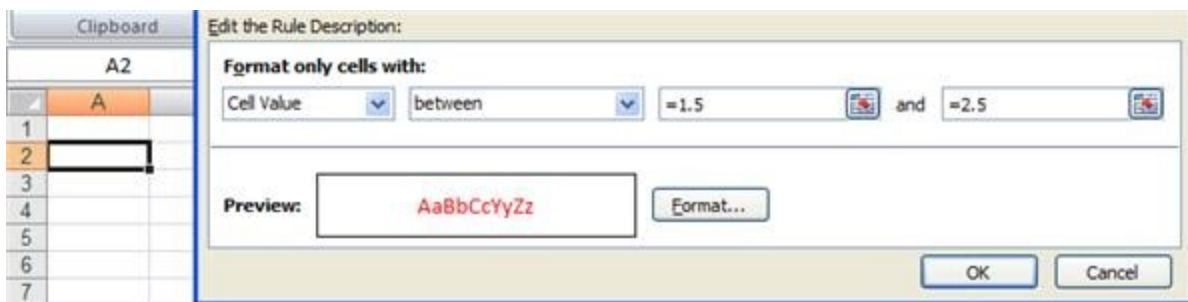 Clipboard
Edit the Rule Description:
A2
Format only cells with:
A
Cell Value between =1.5 and =2.5
1
2
3
4
5
6
7
Preview: AaBbCcYyZz Format...
OK Cancel